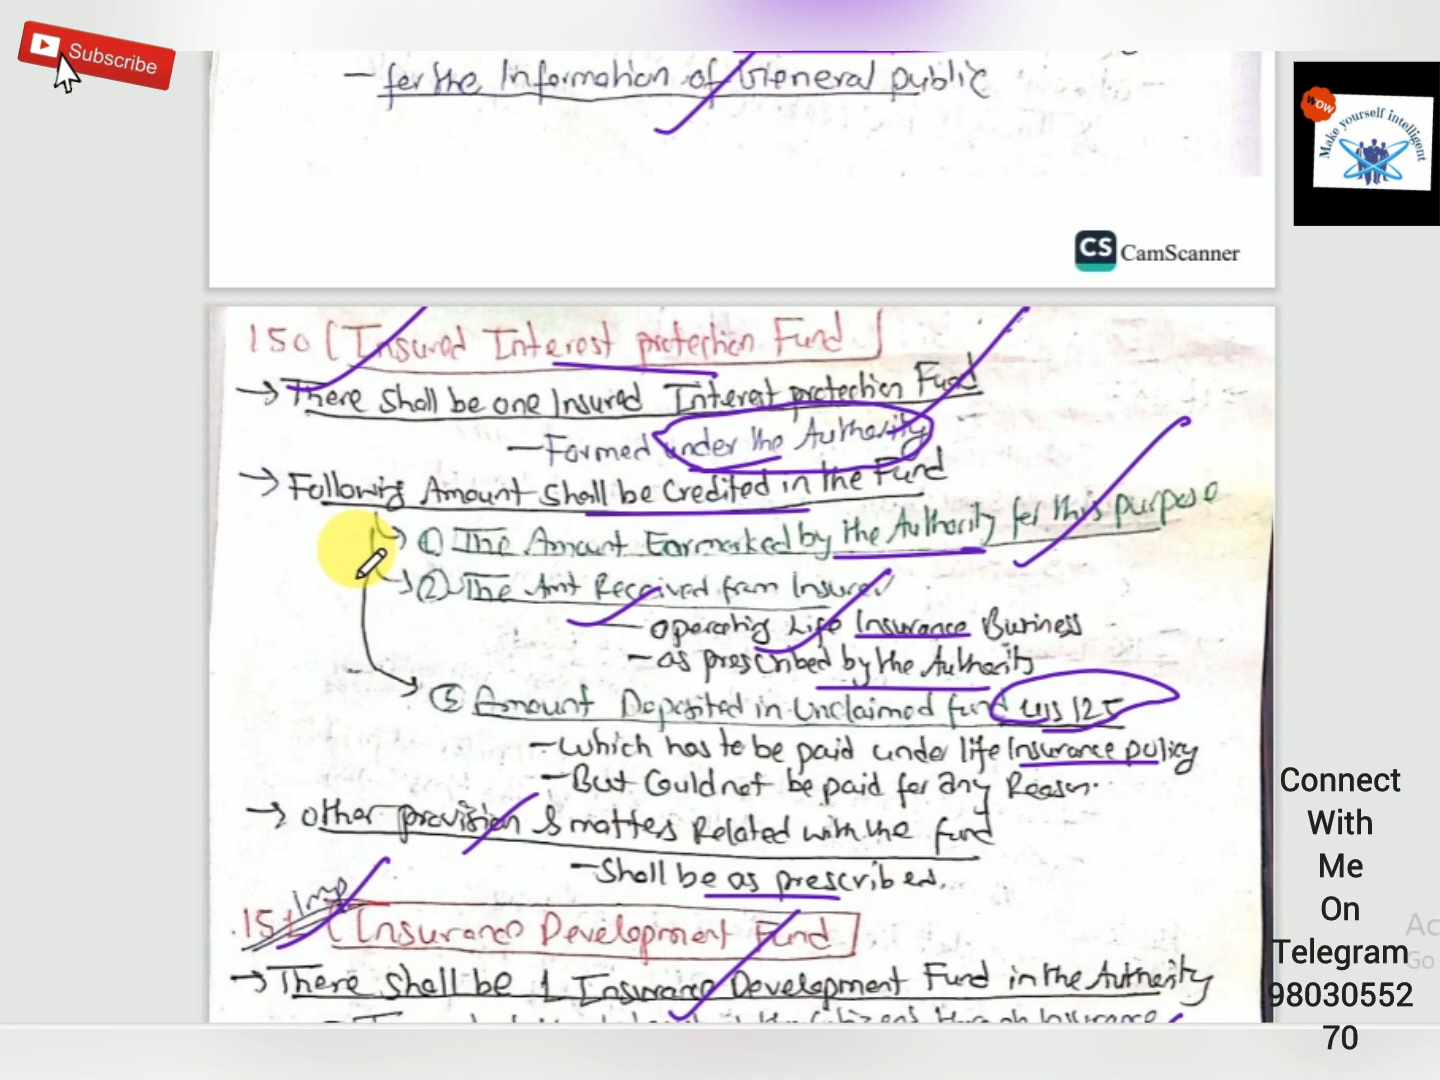 Subscribe
- for the Information of General public
WOW
Make yourself intelligent
CS CamScanner
150 [Insured Interest protection Fund]
→ There shall be one Insured Interest protection Fund
- Formed under the Authority
→ Following Amount shall be Credited in the Fund
→ ① The Amount Earmarked by the Authority for this purpose
→ ② The Amt Received from Insurer
- operating Life Insurance Business
- as prescribed by the Authority
→ ③ Amount Deposited in Unclaimed fund u/s 125
- which has to be paid under life Insurance policy
- But Could not be paid for any Reason.
→ other provision & matters Related with the fund
- Shall be as prescribed.
Imp
151 [Insurance Development Fund]
→ There shall be 1 Insurance Development Fund in the Authority
Connect
With
Me
On
Telegram
98030552
70